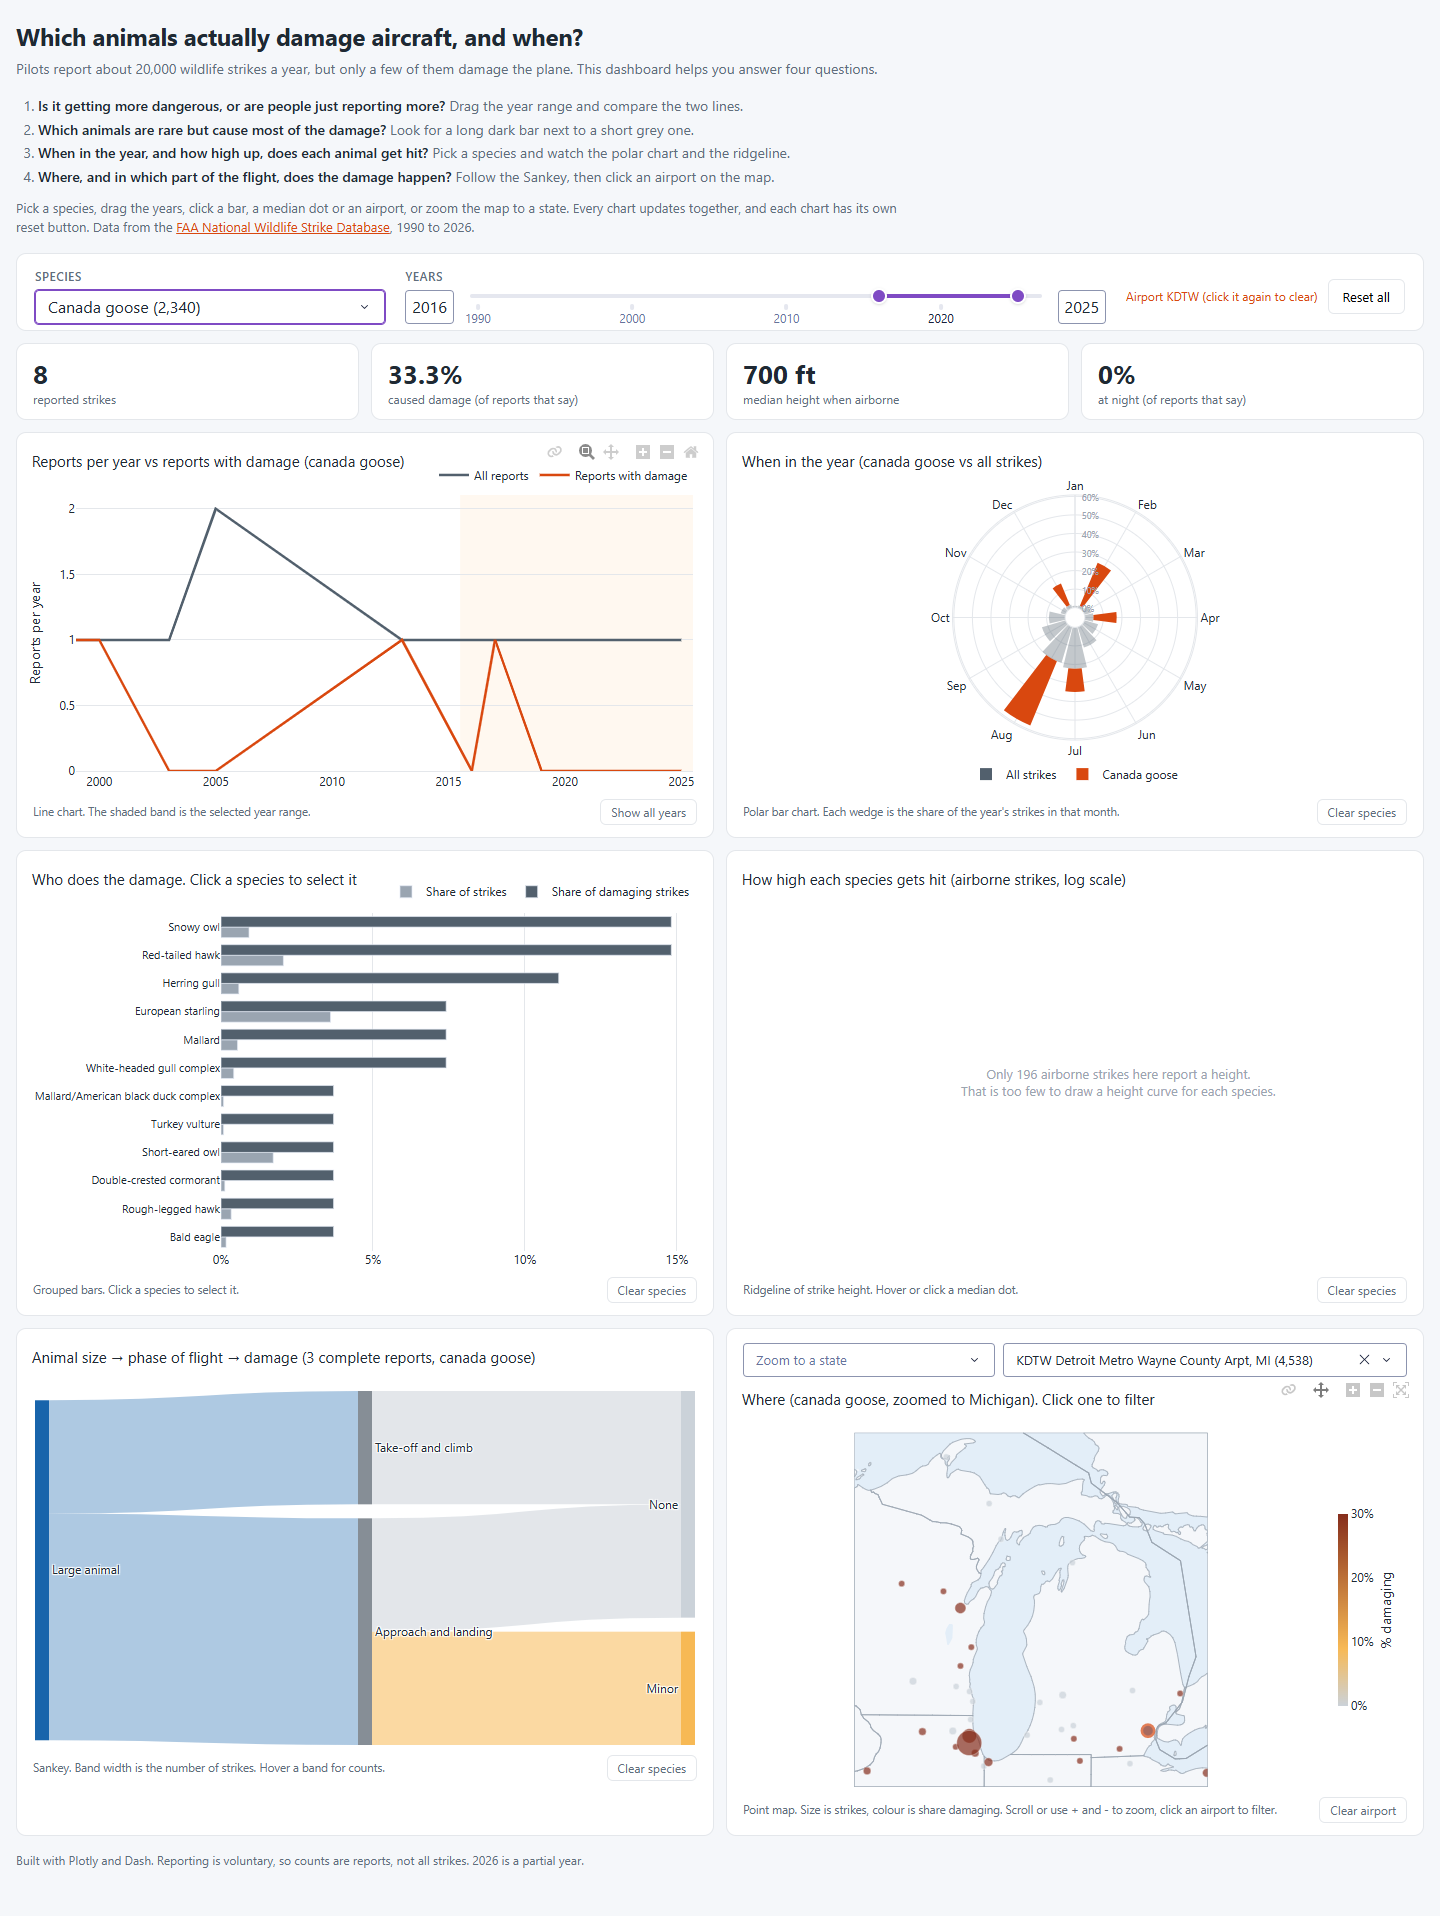 Which animals actually damage aircraft, and when?
Pilots report about 20,000 wildlife strikes a year, but only a few of them damage the plane. This dashboard helps you answer four questions.
1. Is it getting more dangerous, or are people just reporting more? Drag the year range and compare the two lines.
2. Which animals are rare but cause most of the damage? Look for a long dark bar next to a short grey one.
3. When in the year, and how high up, does each animal get hit? Pick a species and watch the polar chart and the ridgeline.
4. Where, and in which part of the flight, does the damage happen? Follow the Sankey, then click an airport on the map.
Pick a species, drag the years, click a bar, a median dot or an airport, or zoom the map to a state. Every chart updates together, and each chart has its own
reset button. Data from the FAA National Wildlife Strike Database, 1990 to 2026.
SPECIES
Canada goose (2,340)
YEARS
2016
1990
2000
2010
2020
2025
Airport KDTW (click it again to clear)
Reset all
8
reported strikes
33.3%
caused damage (of reports that say)
700 ft
median height when airborne
0%
at night (of reports that say)
Reports per year vs reports with damage (canada goose)
All reports
Reports with damage
Reports per year
2
1.5
1
0.5
0
2000
2005
2010
2015
2020
2025
Line chart. The shaded band is the selected year range.
Show all years
When in the year (canada goose vs all strikes)
Jan
Feb
Mar
Apr
May
Jun
Jul
Aug
Sep
Oct
Nov
Dec
60%
50%
40%
30%
20%
10%
0%
All strikes
Canada goose
Polar bar chart. Each wedge is the share of the year's strikes in that month.
Clear species
Who does the damage. Click a species to select it
Share of strikes
Share of damaging strikes
Snowy owl
Red-tailed hawk
Herring gull
European starling
Mallard
White-headed gull complex
Mallard/American black duck complex
Turkey vulture
Short-eared owl
Double-crested cormorant
Rough-legged hawk
Bald eagle
0%
5%
10%
15%
Grouped bars. Click a species to select it.
Clear species
How high each species gets hit (airborne strikes, log scale)
Only 196 airborne strikes here report a height.
That is too few to draw a height curve for each species.
Ridgeline of strike height. Hover or click a median dot.
Clear species
Animal size → phase of flight → damage (3 complete reports, canada goose)
Large animal
Take-off and climb
Approach and landing
None
Minor
Sankey. Band width is the number of strikes. Hover a band for counts.
Clear species
Zoom to a state
KDTW Detroit Metro Wayne County Arpt, MI (4,538)
Where (canada goose, zoomed to Michigan). Click one to filter
30%
20%
10%
0%
% damaging
Point map. Size is strikes, colour is share damaging. Scroll or use + and - to zoom, click an airport to filter.
Clear airport
Built with Plotly and Dash. Reporting is voluntary, so counts are reports, not all strikes. 2026 is a partial year.